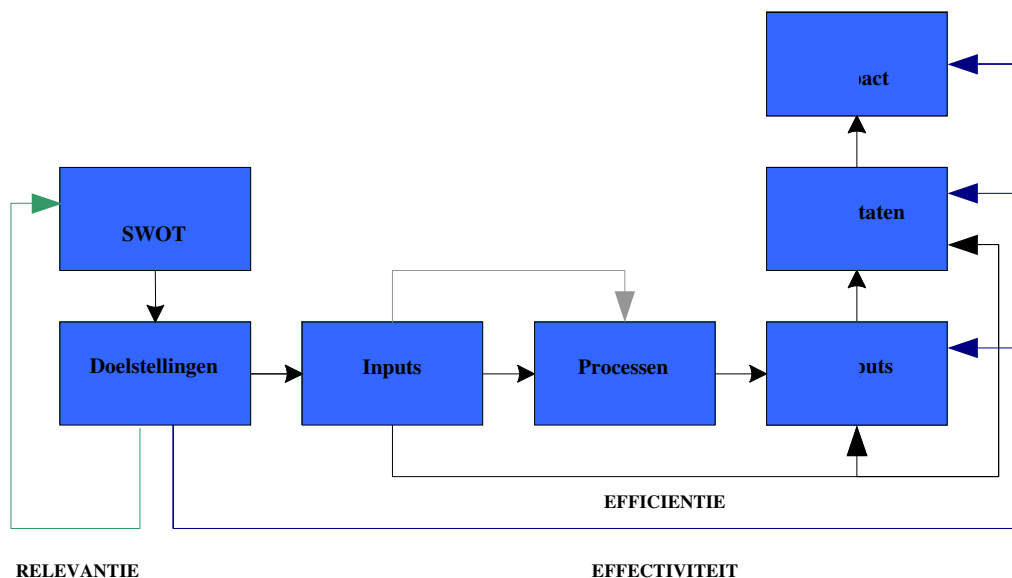 SWOT
Doelstellingen
Inputs
Processen
EFFICIENTIE
RELEVANTIE
EFFECTIVITEIT